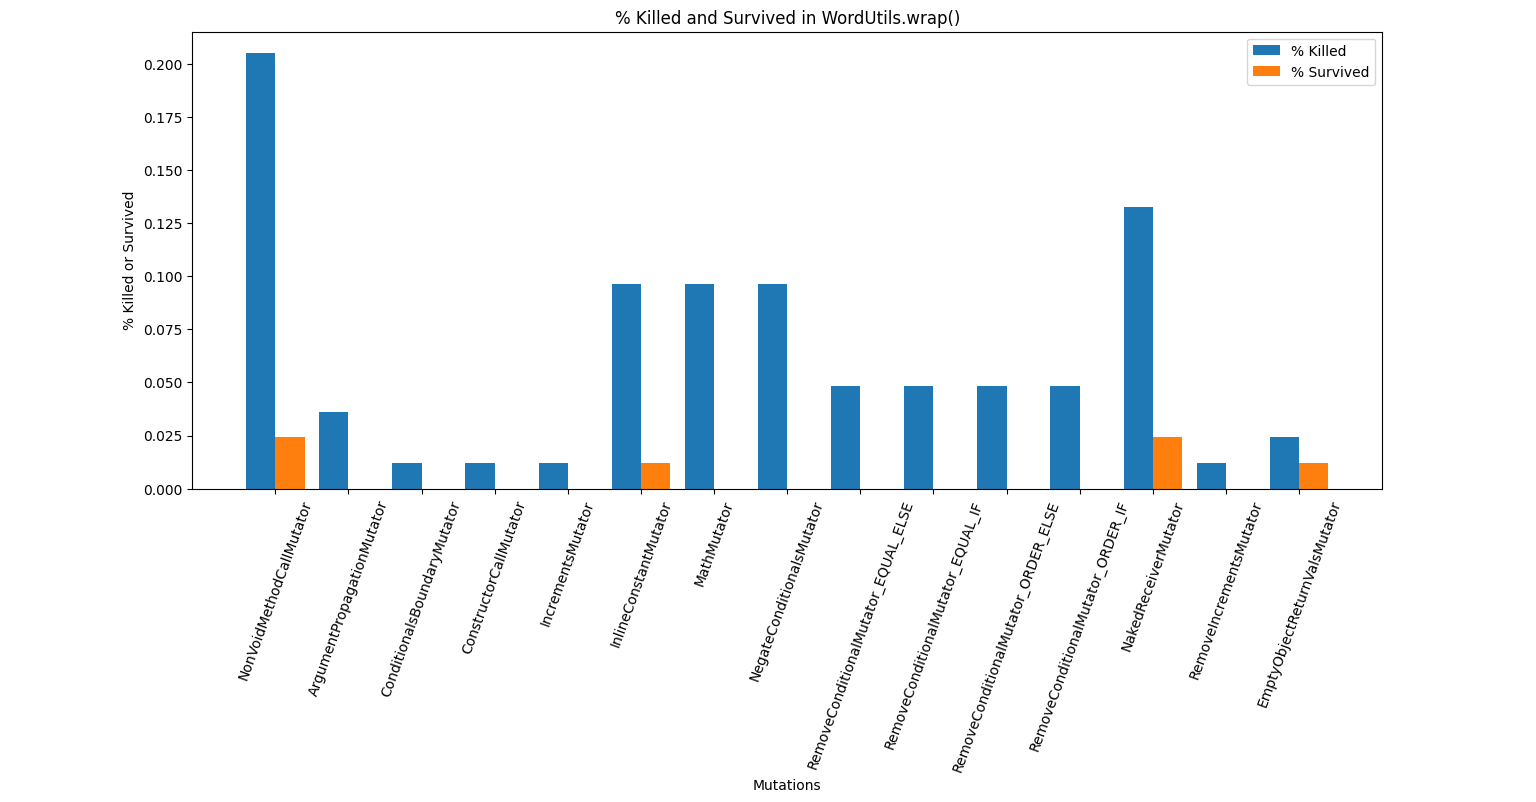 % Killed and Survived in WordUtils.wrap()
% Killed
% Survived
0.200
0.175
0.150
0.125
0.100
0.075
0.050
0.025
0.000
% Killed or Survived
NonVoidMethodCallMutator
ArgumentPropagationMutator
ConditionalsBoundaryMutator
ConstructorCallMutator
IncrementsMutator
InlineConstantMutator
MathMutator
NegateConditionalsMutator
RemoveConditionalMutator_EQUAL_ELSE
RemoveConditionalMutator_EQUAL_IF
RemoveConditionalMutator_ORDER_ELSE
RemoveConditionalMutator_ORDER_IF
NakedReceiverMutator
RemoveIncrementsMutator
EmptyObjectReturnValsMutator
Mutations